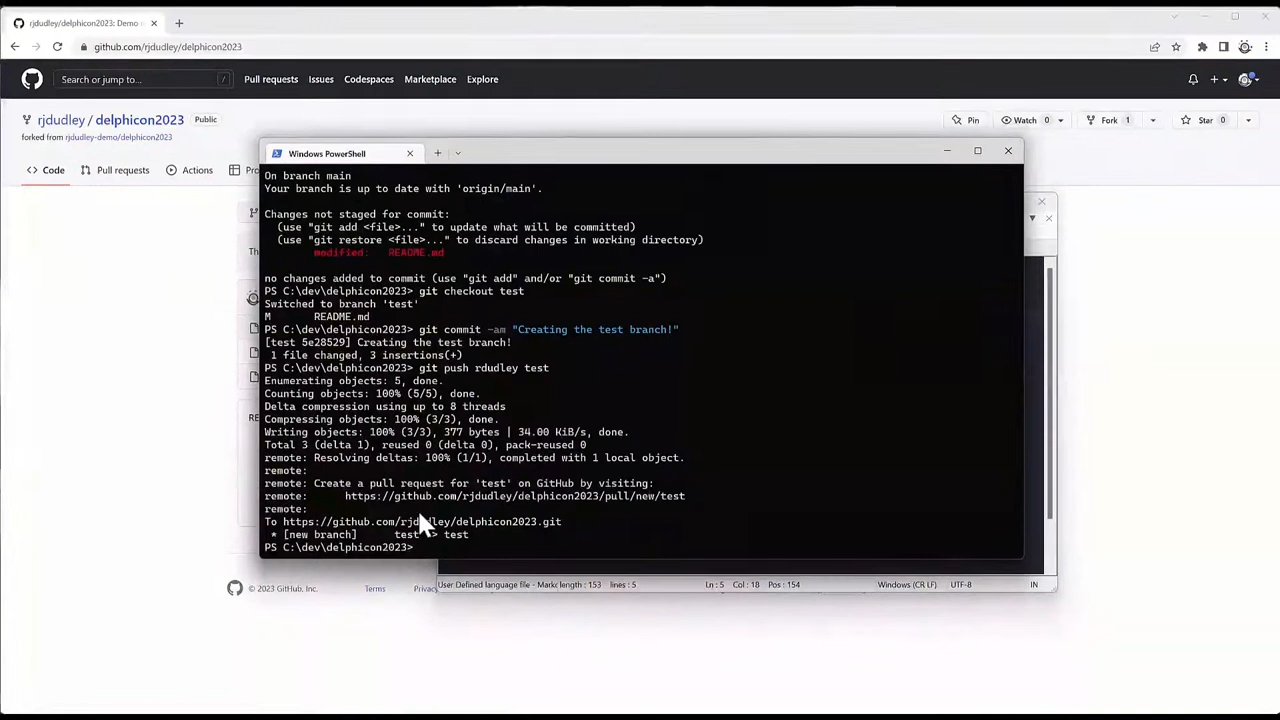 rjdudley/delphicon2023: Demo
github.com/rjdudley/delphicon2023
Search or jump to... /
Pull requests Issues Codespaces Marketplace Explore
rjdudley / delphicon2023 Public
Pin Watch 0 Fork 1 Star 0
forked from rjdudley-demo/delphicon2023
Code Pull requests Actions Pro
Windows PowerShell
On branch main
Your branch is up to date with 'origin/main'.
Changes not staged for commit:
(use "git add <file>..." to update what will be committed)
(use "git restore <file>..." to discard changes in working directory)
modified: README.md
no changes added to commit (use "git add" and/or "git commit -a")
PS C:\dev\delphicon2023> git checkout test
Switched to branch 'test'
M README.md
PS C:\dev\delphicon2023> git commit -am "Creating the test branch!"
[test 5e28529] Creating the test branch!
1 file changed, 3 insertions(+)
PS C:\dev\delphicon2023> git push rdudley test
Enumerating objects: 5, done.
Counting objects: 100% (5/5), done.
Delta compression using up to 8 threads
Compressing objects: 100% (3/3), done.
Writing objects: 100% (3/3), 377 bytes | 34.00 KiB/s, done.
Total 3 (delta 1), reused 0 (delta 0), pack-reused 0
remote: Resolving deltas: 100% (1/1), completed with 1 local object.
remote:
remote: Create a pull request for 'test' on GitHub by visiting:
remote: https://github.com/rjdudley/delphicon2023/pull/new/test
remote:
To https://github.com/rjdudley/delphicon2023.git
* [new branch] test -> test
PS C:\dev\delphicon2023>
Th
RE
User Defined language file - Markc length : 153 lines : 5 Ln : 5 Col : 18 Pos : 154 Windows (CR LF) UTF-8 IN
© 2023 GitHub, Inc. Terms Privacy